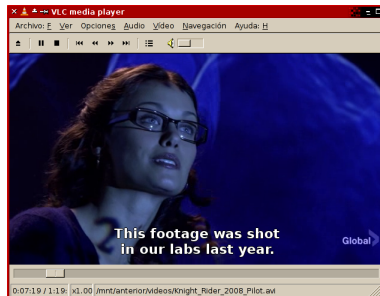 VLC media player
Archivo: F Ver Opciones Audio Vídeo Navegación Ayuda: H
This footage was shot
in our labs last year.
Global
0:07:19 / 1:19: x1.00 /mnt/anterior/videos/Knight_Rider_2008_Pilot.avi